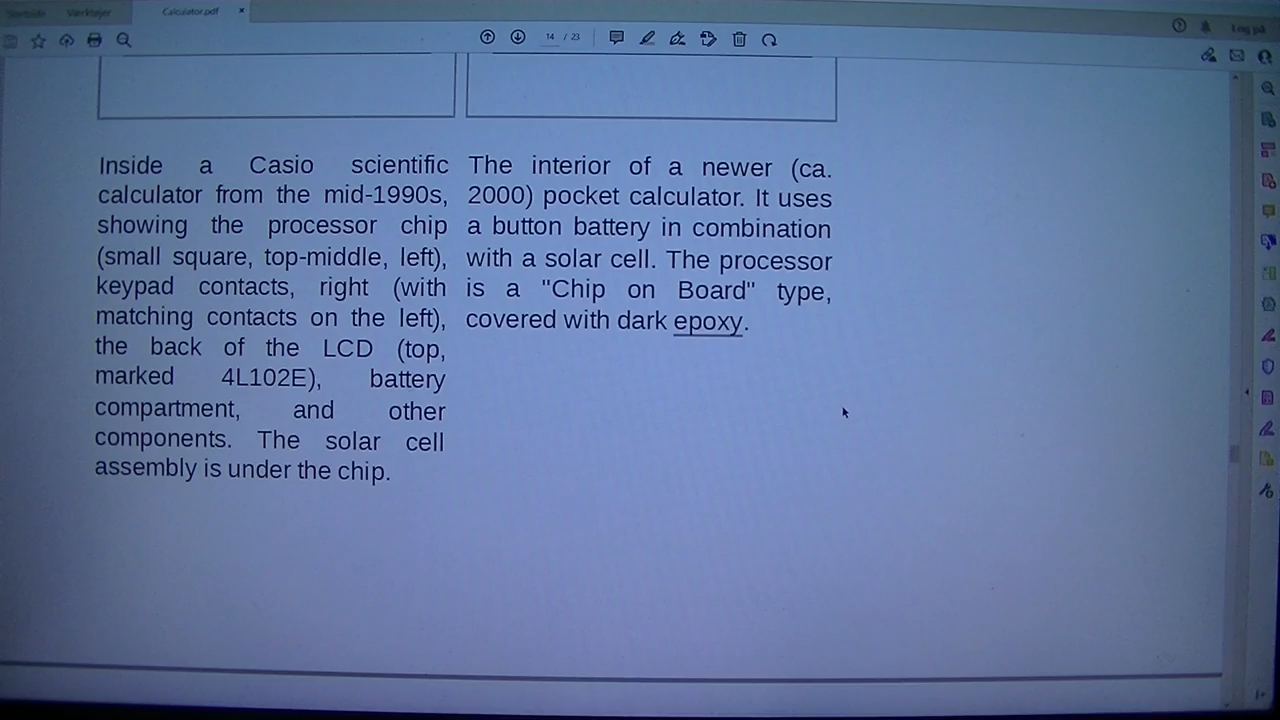 Startside Værktøjer Calculator.pdf ×
14 / 23
Log på
Inside a Casio scientific
calculator from the mid-1990s,
showing the processor chip
(small square, top-middle, left),
keypad contacts, right (with
matching contacts on the left),
the back of the LCD (top,
marked 4L102E), battery
compartment, and other
components. The solar cell
assembly is under the chip.
The interior of a newer (ca.
2000) pocket calculator. It uses
a button battery in combination
with a solar cell. The processor
is a "Chip on Board" type,
covered with dark epoxy.